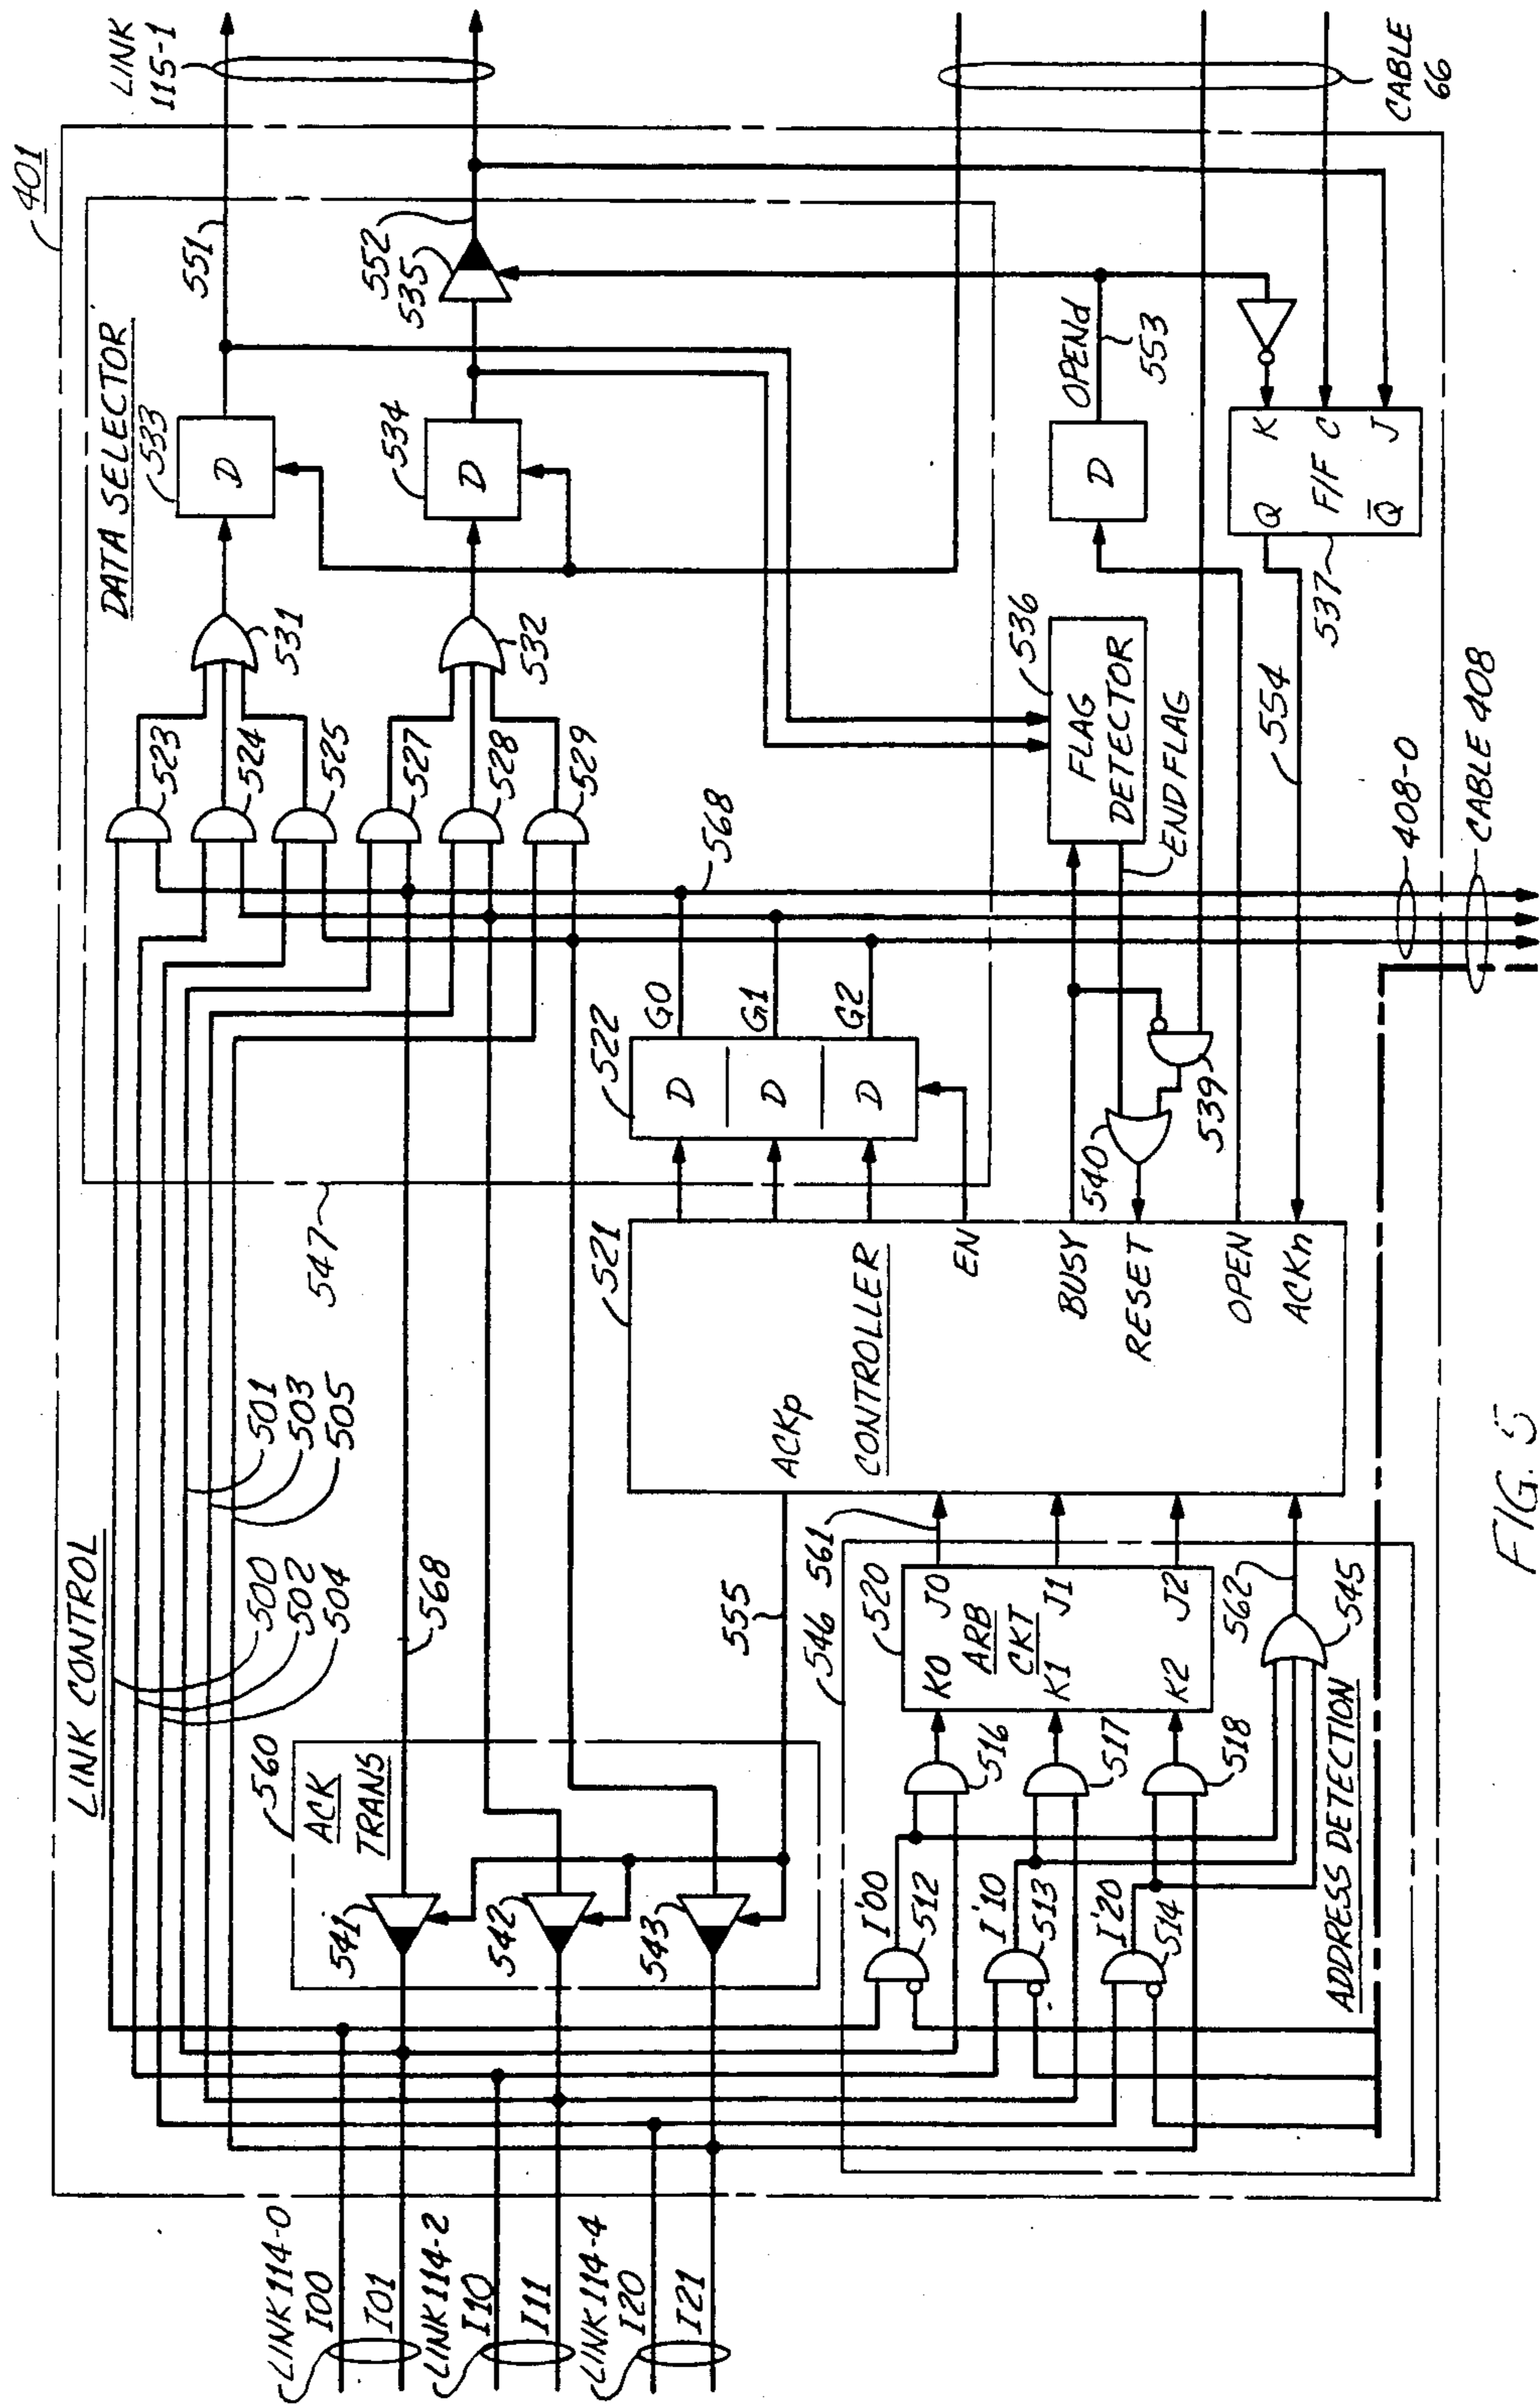 401
LINK CONTROL
DATA SELECTOR
LINK
115-1
CABLE
66
LINK 114-0
I00
I01
LINK 114-2
I10
I11
LINK 114-4
I20
I21
500
502
504
501
503
505
547
523
524
525
527
528
529
531
532
533
D
534
D
551
552
535
560
ACK
TRANS
541
542
543
568
555
522
D
D
D
G0
G1
G2
568
521
ACKp
CONTROLLER
EN
BUSY
RESET
OPEN
ACKn
540
539
536
FLAG
DETECTOR
END FLAG
D
OPENd
553
K
C
J
Q
F/F
Q̅
537
554
546
561
520
K0
J0
ARB
CKT
K1
J1
K2
J2
562
545
516
517
518
I'00
512
I'10
513
I'20
514
ADDRESS DETECTION
408-0
CABLE 408
FIG. 5